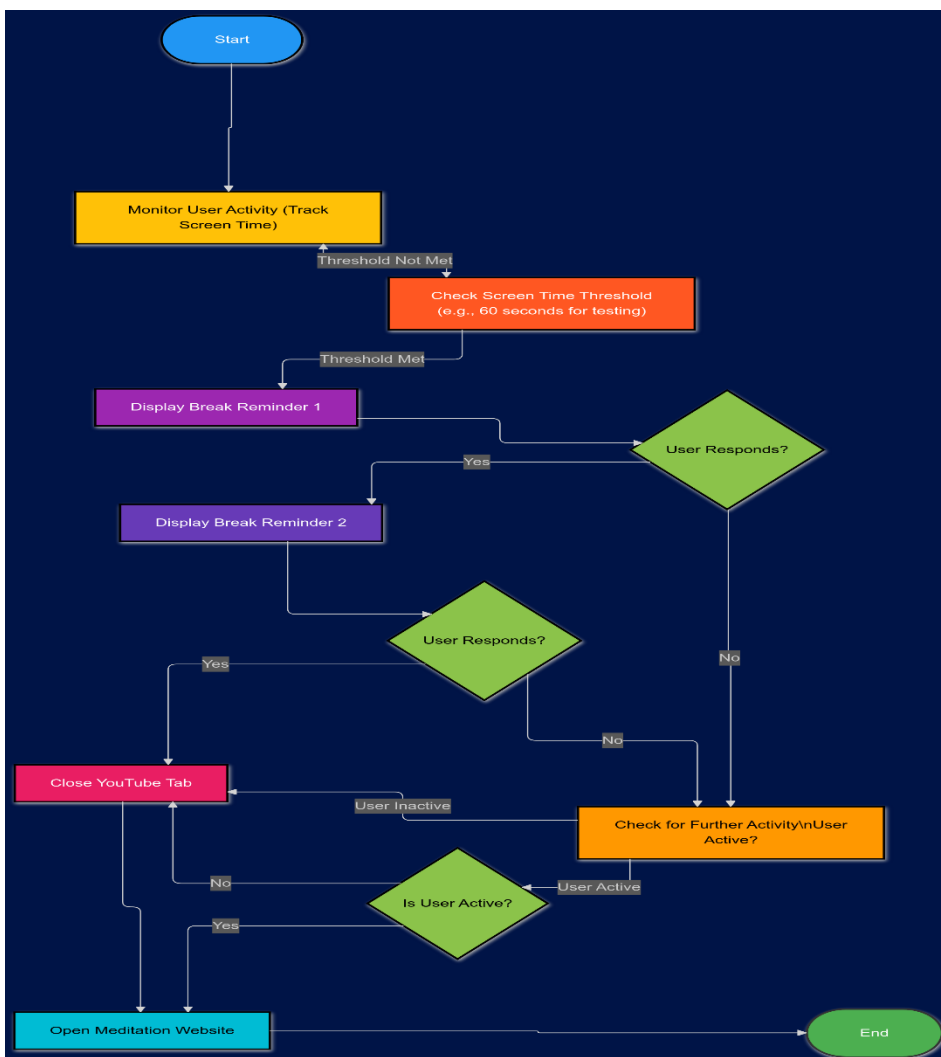 Start
Monitor User Activity (Track
Screen Time)
Threshold Not Met
Check Screen Time Threshold
(e.g., 60 seconds for testing)
Threshold Met
Display Break Reminder 1
User Responds?
Yes
Display Break Reminder 2
User Responds?
Yes
No
No
Close YouTube Tab
User Inactive
Check for Further Activity\nUser
Active?
User Active
No
Is User Active?
Yes
Open Meditation Website
End